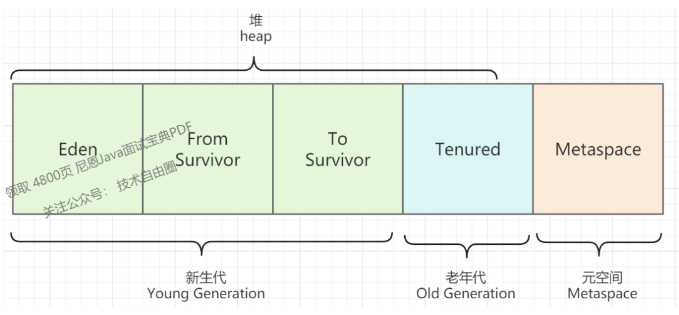 堆
heap
Eden
From
Survivor
To
Survivor
Tenured
Metaspace
领取 4800页 尼恩Java面试宝典PDF
关注公众号： 技术自由圈
新生代
Young Generation
老年代
Old Generation
元空间
Metaspace